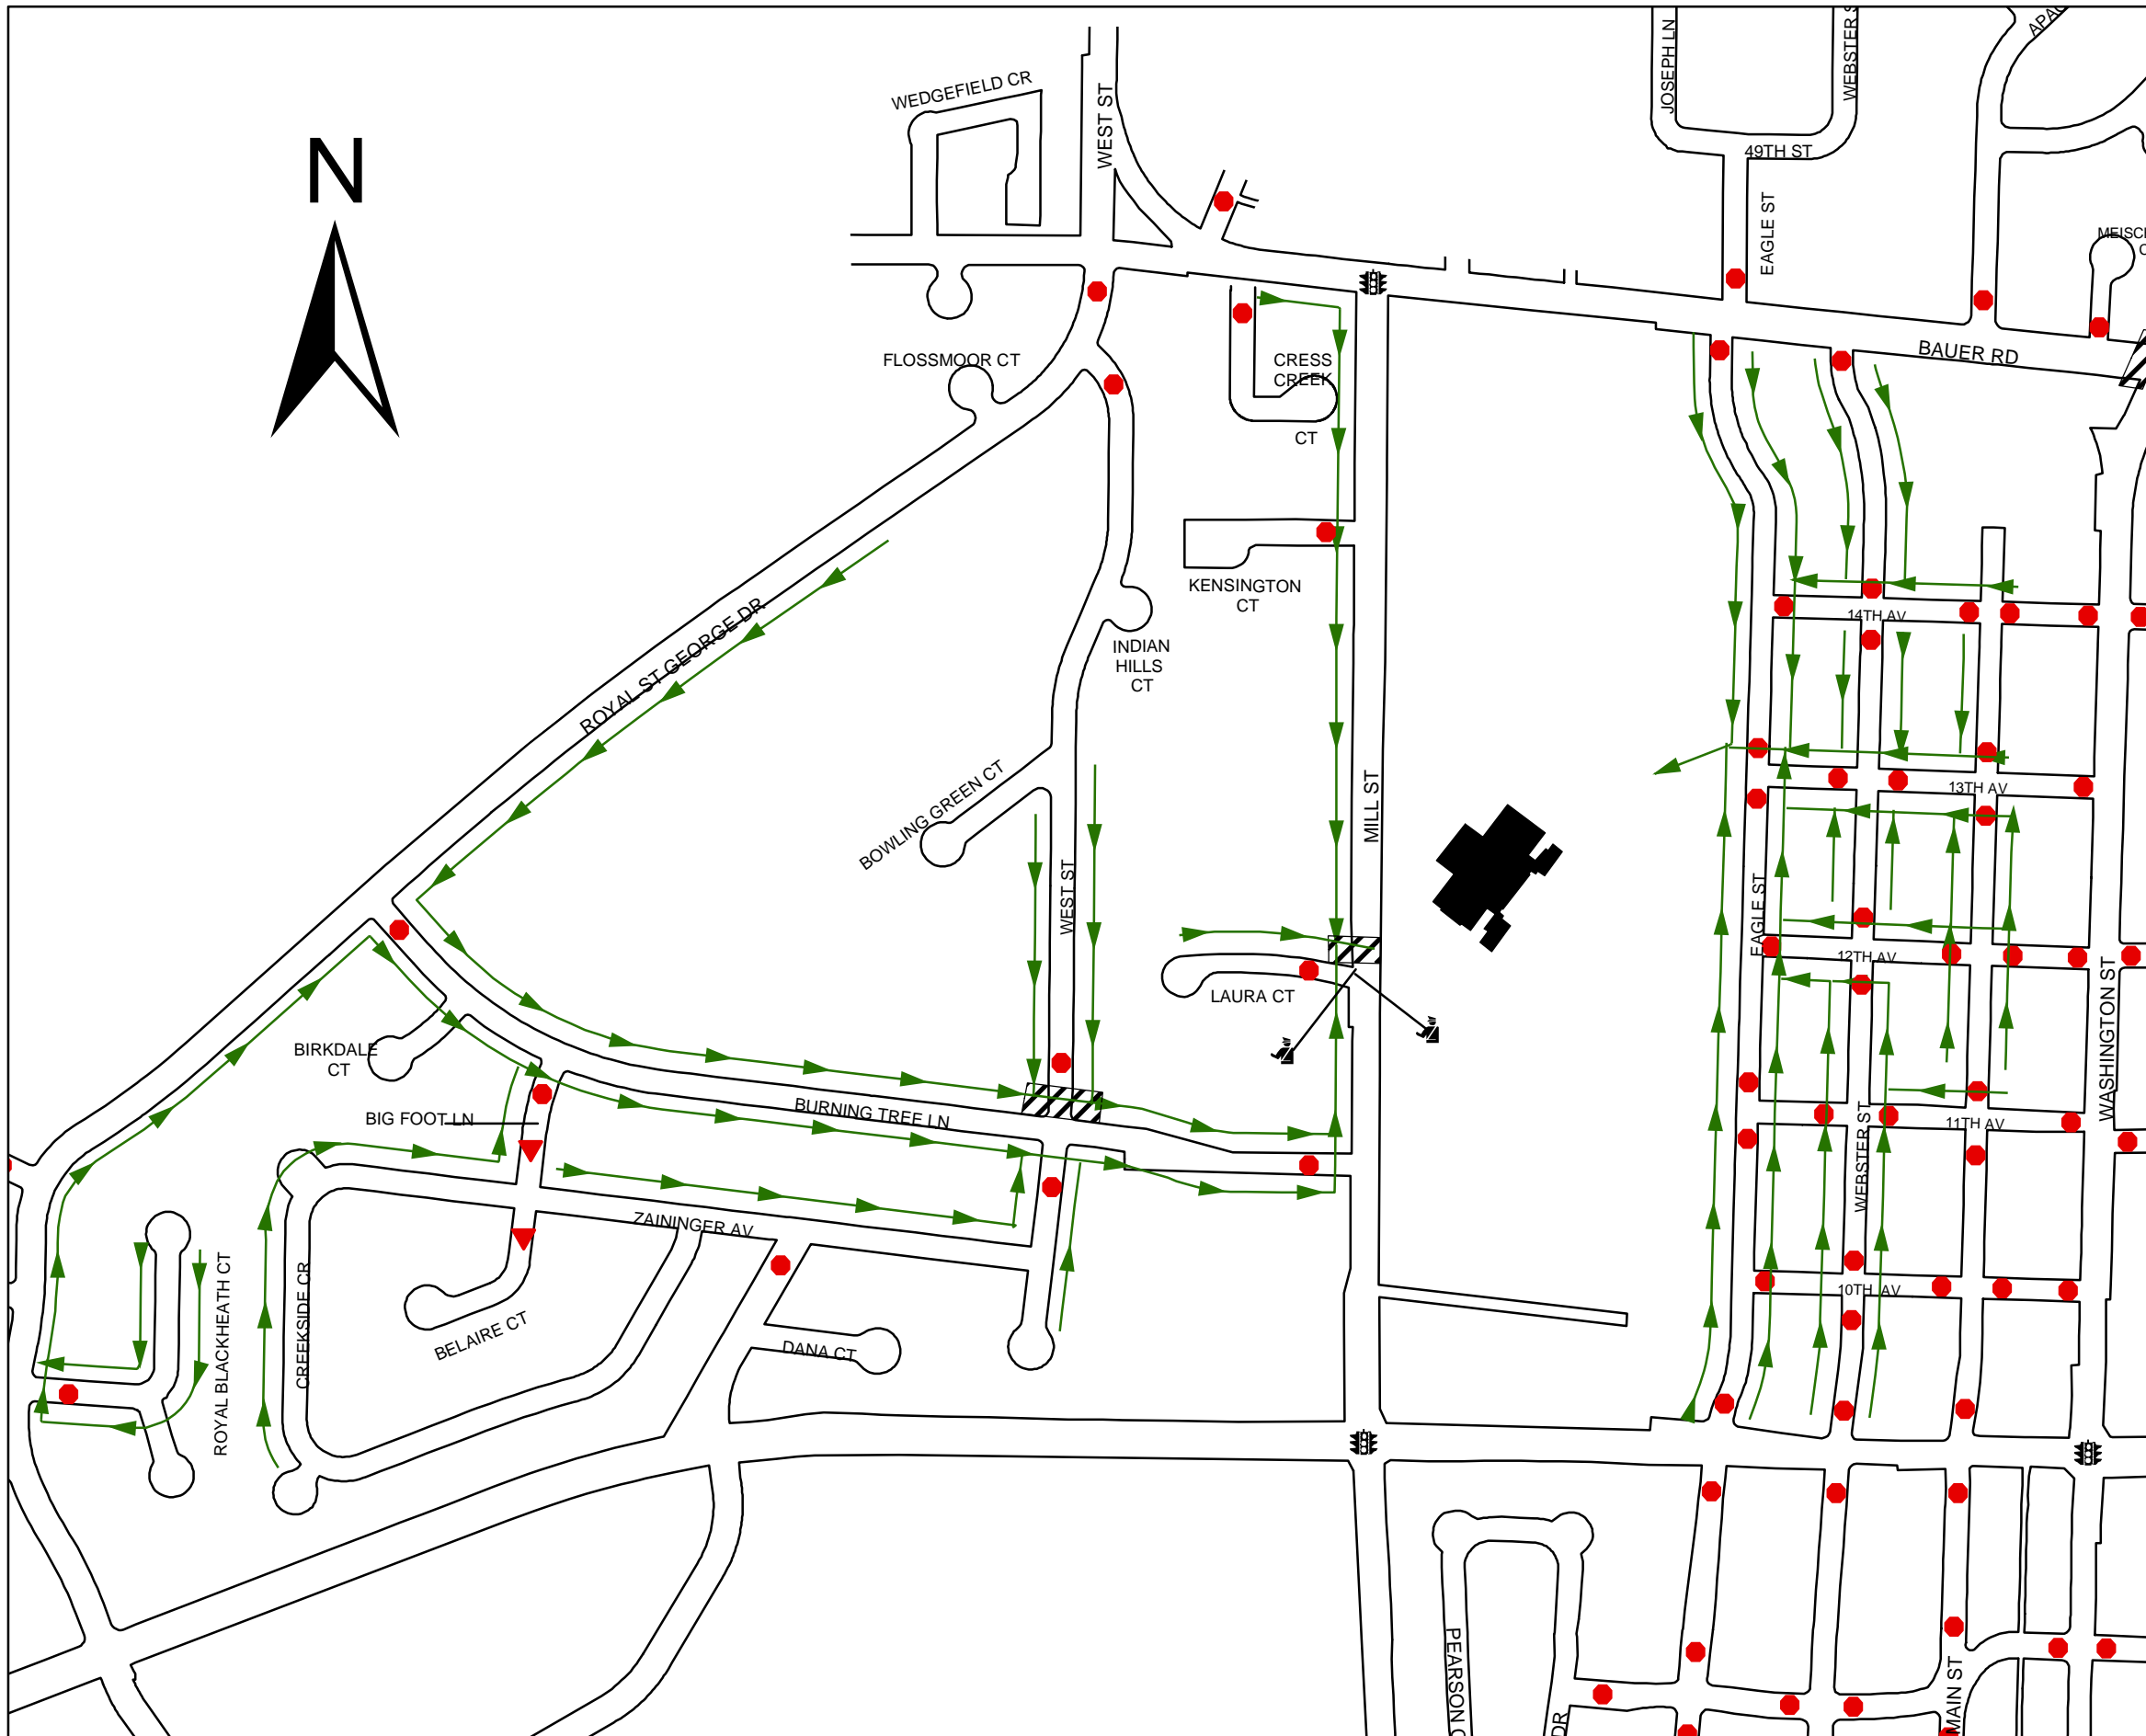 N
WEDGEFIELD CR
WEST ST
JOSEPH LN
WEBSTER
49TH ST
EAGLE ST
FLOSSMOOR CT
CRESS
CREEK
CT
BAUER RD
KENSINGTON
CT
14TH AV
INDIAN
HILLS
CT
ROYAL ST GEORGE DR
BOWLING GREEN CT
WEST ST
MILL ST
13TH AV
EAGLE ST
12TH AV
WASHINGTON ST
LAURA CT
BIRKDALE
CT
BIG FOOT LN
BURNING TREE LN
11TH AV
WEBSTER ST
ZAININGER AV
10TH AV
ROYAL BLACKHEATH CT
CREEKSIDE CR
BELAIRE CT
DANA CT
PEARSON
DR
MAIN ST